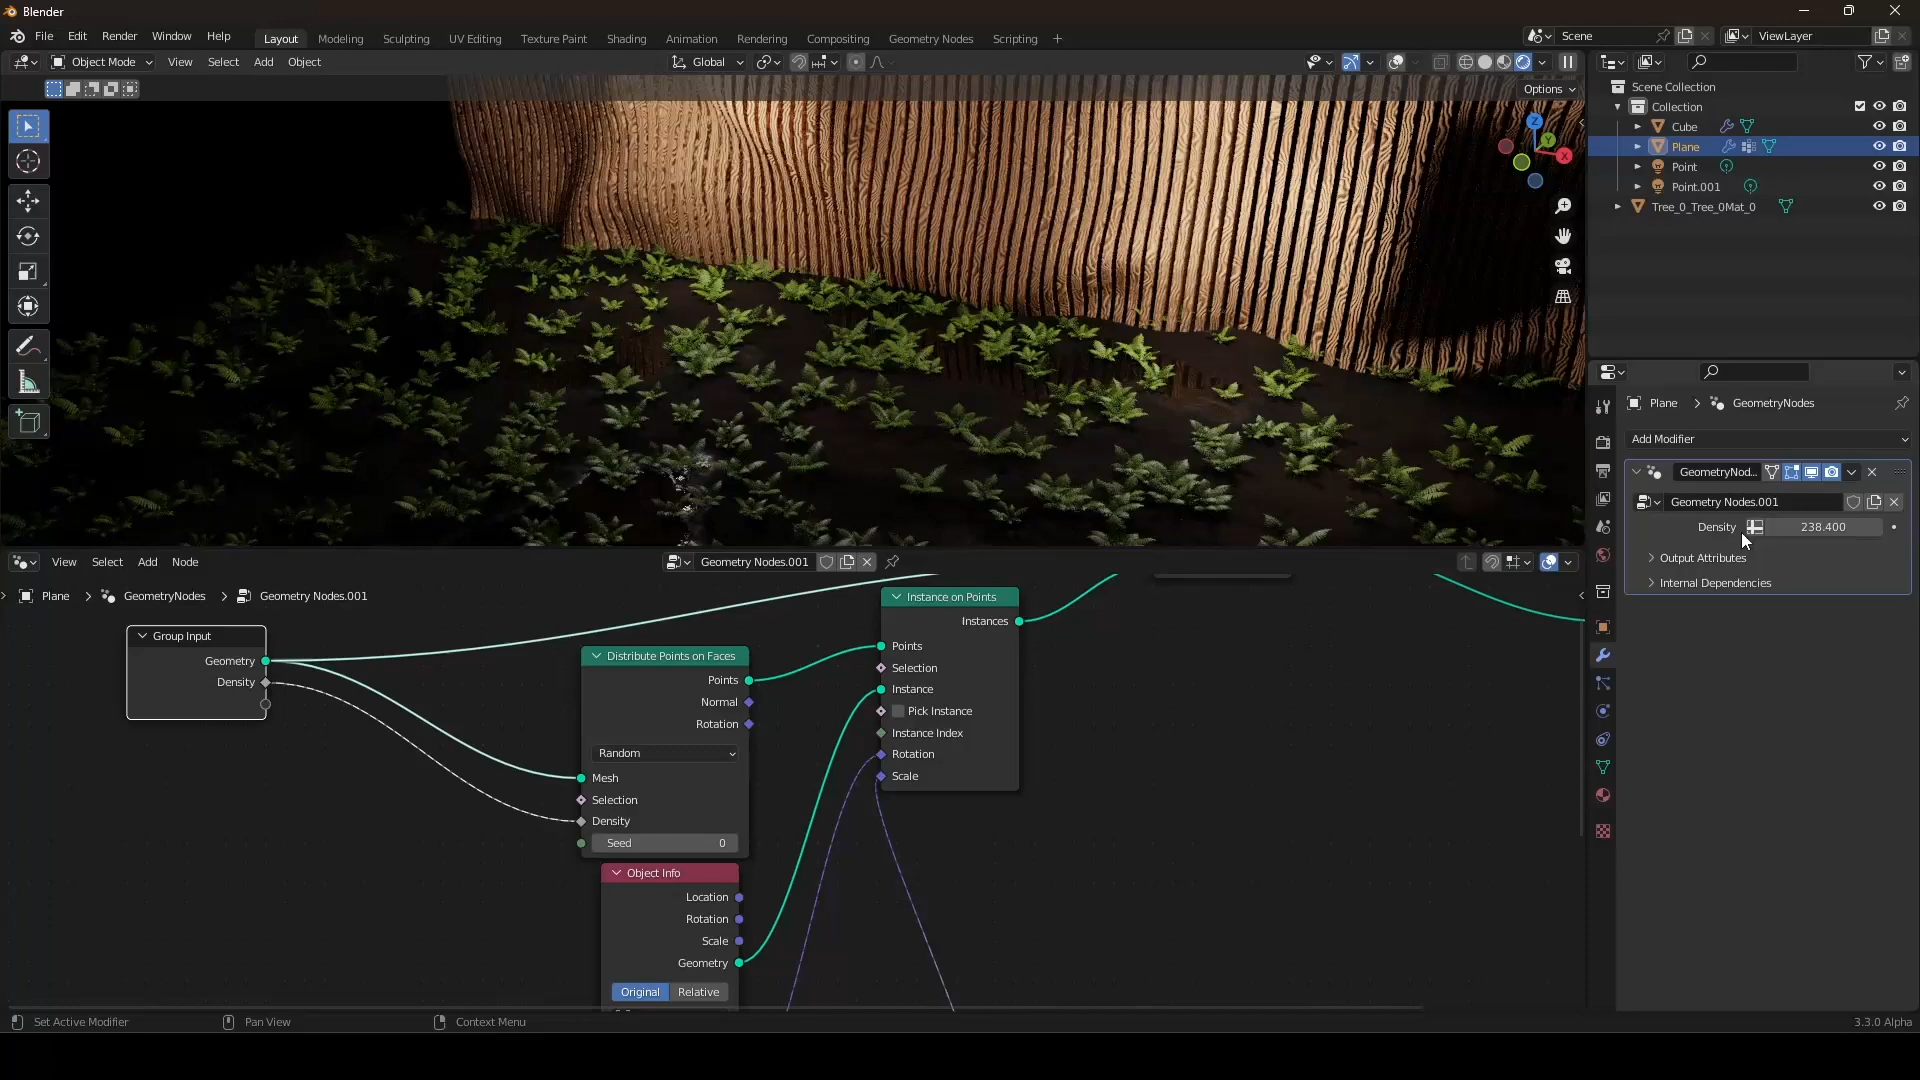 Blender
File Edit Render Window Help Layout Modeling Sculpting UV Editing Texture Paint Shading Animation Rendering Compositing Geometry Nodes Scripting + Scene ViewLayer
Object Mode View Select Add Object Global
Options
Z
Y
X
Scene Collection
Collection
Cube
Plane
Point
Point.001
Tree_0_Tree_0Mat_0
Plane > GeometryNodes
Add Modifier
GeometryNod...
Geometry Nodes.001
Density 238.400
Output Attributes
Internal Dependencies
View Select Add Node Geometry Nodes.001
Plane > GeometryNodes > Geometry Nodes.001
Group Input
Geometry
Density
Distribute Points on Faces
Points
Normal
Rotation
Random
Mesh
Selection
Density
Seed 0
Object Info
Location
Rotation
Scale
Geometry
Original Relative
Instance on Points
Instances
Points
Selection
Instance
Pick Instance
Instance Index
Rotation
Scale
Set Active Modifier Pan View Context Menu 3.3.0 Alpha